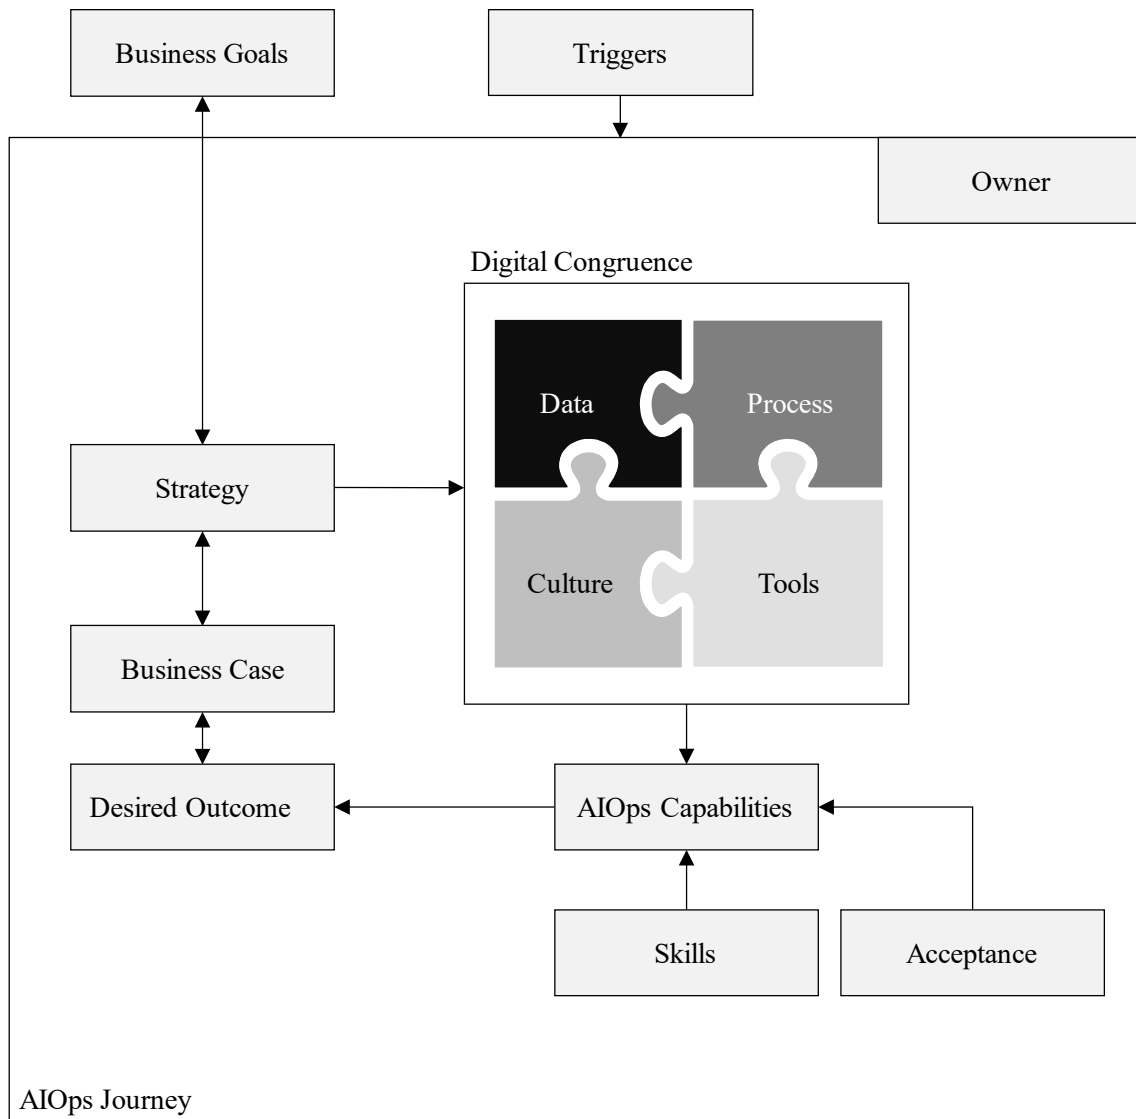 Business Goals
Triggers
Owner
Digital Congruence
Data
Process
Strategy
Culture
Tools
Business Case
Desired Outcome
AIOps Capabilities
Skills
Acceptance
AIOps Journey